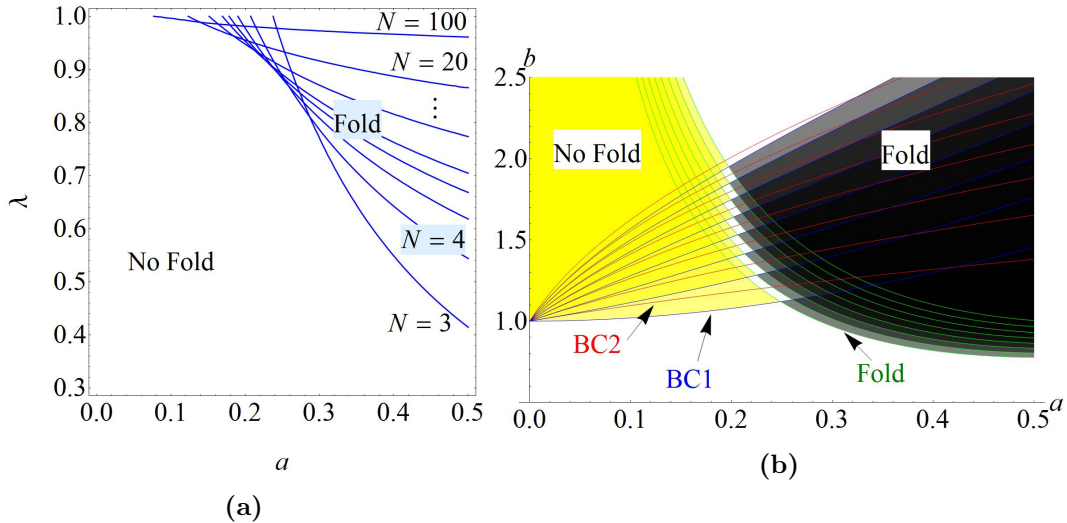 1.0
0.9
0.8
0.7
0.6
0.5
0.4
0.3
λ
N = 100
N = 20
⋮
Fold
N = 4
No Fold
N = 3
0.0 0.1 0.2 0.3 0.4 0.5
a
(a)
b
2.5
2.0
1.5
1.0
No Fold
Fold
BC2
BC1
Fold
0.0 0.1 0.2 0.3 0.4 0.5 a
(b)